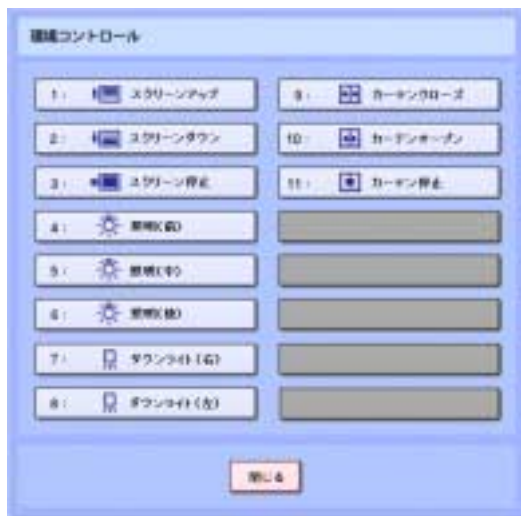 環境コントロール
1: スクリーンアップ
2: スクリーンダウン
3: スクリーン停止
4: 照明(前)
5: 照明(中)
6: 照明(後)
7: ダウンライト(右)
8: ダウンライト(左)
9: カーテンクローズ
10: カーテンオープン
11: カーテン停止
閉じる